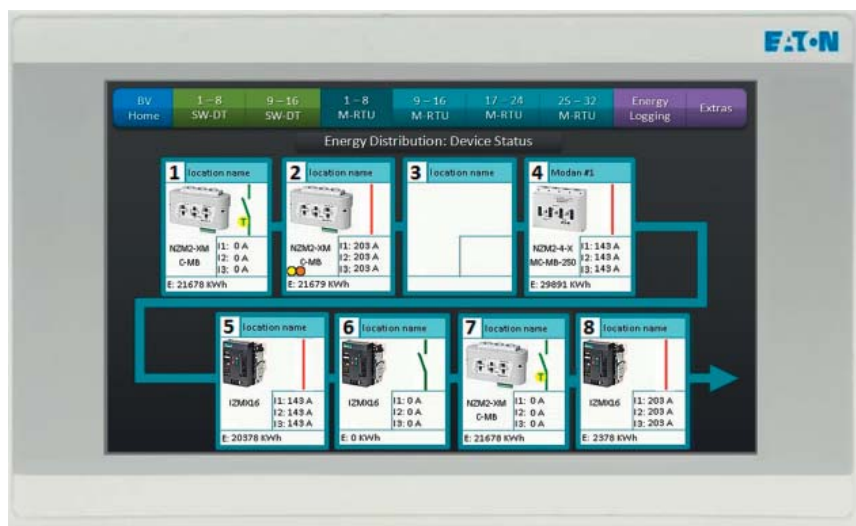 EATON
BV Home
1 – 8 SW-DT
9 – 16 SW-DT
1 – 8 M-RTU
9 – 16 M-RTU
17 – 24 M-RTU
25 – 32 M-RTU
Energy Logging
Extras
Energy Distribution: Device Status
1 location name
T
NZM2-XM
C-MB
I1: 0 A
I2: 0 A
I3: 0 A
E: 21678 KWh
2 location name
NZM2-XM
C-MB
I1: 203 A
I2: 203 A
I3: 203 A
E: 21679 KWh
3 location name
4 Modan #1
NZM2-4-X
MC-MB-250
I1: 143 A
I2: 143 A
I3: 143 A
E: 29891 KWh
5 location name
IZMX16
I1: 143 A
I2: 143 A
I3: 143 A
E: 20378 KWh
6 location name
IZMX16
I1: 0 A
I2: 0 A
I3: 0 A
E: 0 KWh
7 location name
T
NZM2-XM
C-MB
I1: 0 A
I2: 0 A
I3: 0 A
E: 21678 KWh
8 location name
IZMX16
I1: 203 A
I2: 203 A
I3: 203 A
E: 2378 KWh